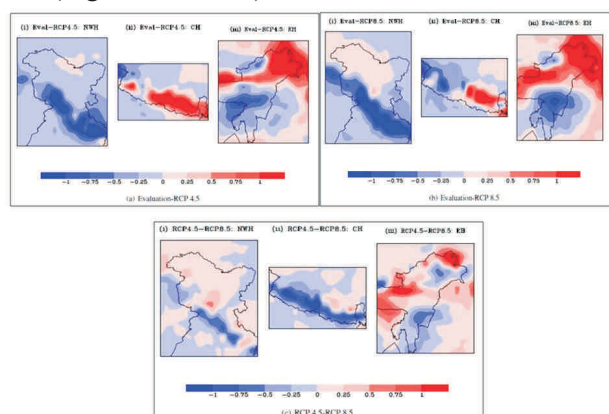 (i) Eval-RCP4.5: NWH
(ii) Eval-RCP4.5: CH
(iii) Eval-RCP4.5: EH
-1 -0.75 -0.5 -0.25 0 0.25 0.5 0.75 1
(a) Evaluation-RCP 4.5
(i) Eval-RCP8.5: NWH
(ii) Eval-RCP8.5: CH
(iii) Eval-RCP8.5: EH
-1 -0.75 -0.5 -0.25 0 0.25 0.5 0.75 1
(b) Evaluation-RCP 8.5
(i) RCP4.5-RCP8.5: NWH
(ii) RCP4.5-RCP8.5: CH
(iii) RCP4.5-RCP8.5: EH
-1 -0.75 -0.5 -0.25 0 0.25 0.5 0.75 1
(c) RCP 4.5-RCP 8.5